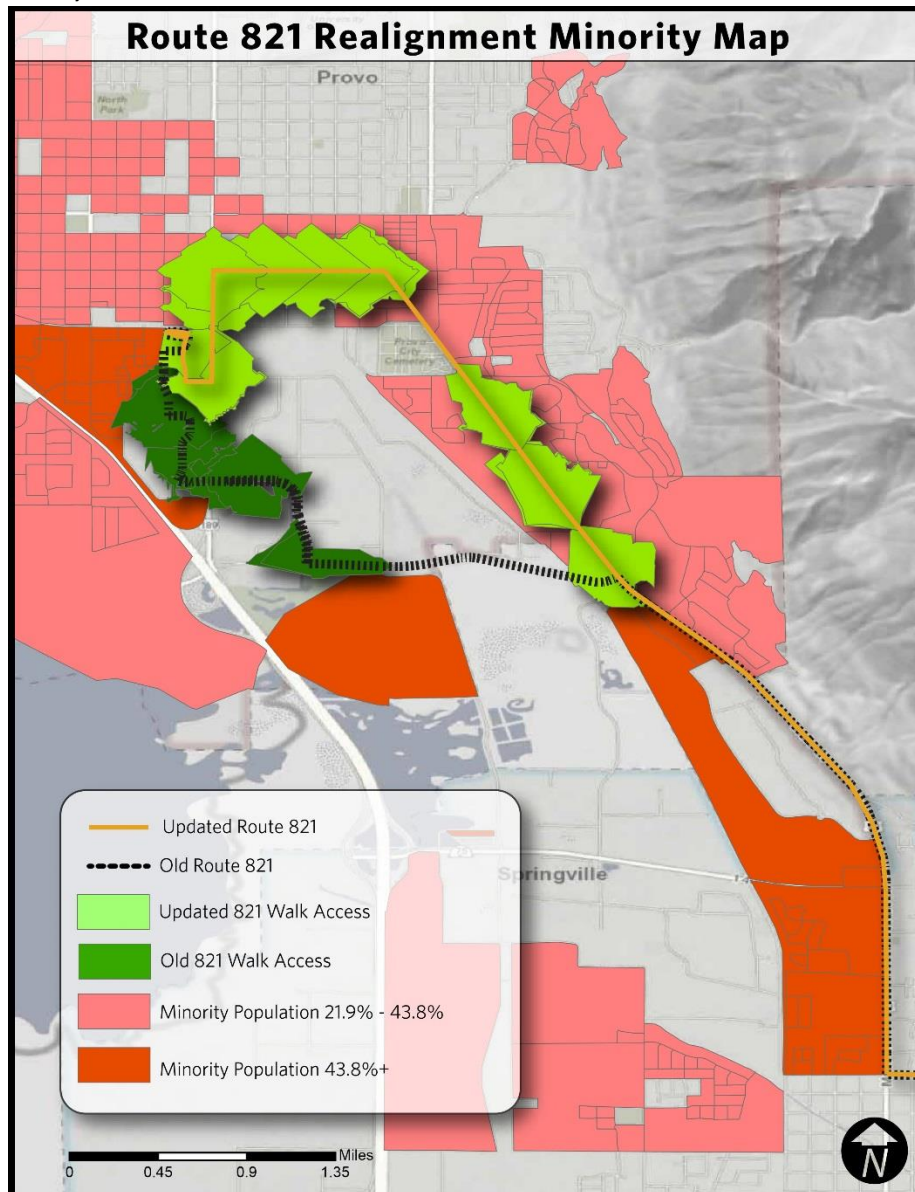 Route 821 Realignment Minority Map
University
Provo
North
Park
Provo
City
Cemetery
189
Springville
Updated Route 821
Old Route 821
Updated 821 Walk Access
Old 821 Walk Access
Minority Population 21.9% - 43.8%
Minority Population 43.8%+
Miles
0 0.45 0.9 1.35
N